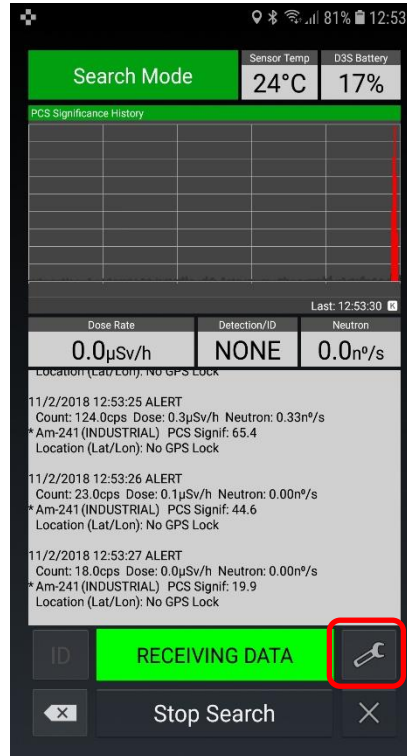 81% 12:53
Search Mode
Sensor Temp
24°C
D3S Battery
17%
PCS Significance History
Last: 12:53:30 K
Dose Rate
0.0µSv/h
Detection/ID
NONE
Neutron
0.0nº/s
Location (Lat/Lon): No GPS Lock
11/2/2018 12:53:25 ALERT
Count: 124.0cps Dose: 0.3µSv/h Neutron: 0.33nº/s
*Am-241 (INDUSTRIAL) PCS Signif: 65.4
Location (Lat/Lon): No GPS Lock
11/2/2018 12:53:26 ALERT
Count: 23.0cps Dose: 0.1µSv/h Neutron: 0.00nº/s
*Am-241 (INDUSTRIAL) PCS Signif: 44.6
Location (Lat/Lon): No GPS Lock
11/2/2018 12:53:27 ALERT
Count: 18.0cps Dose: 0.0µSv/h Neutron: 0.00nº/s
*Am-241 (INDUSTRIAL) PCS Signif: 19.9
Location (Lat/Lon): No GPS Lock
ID
RECEIVING DATA
Stop Search